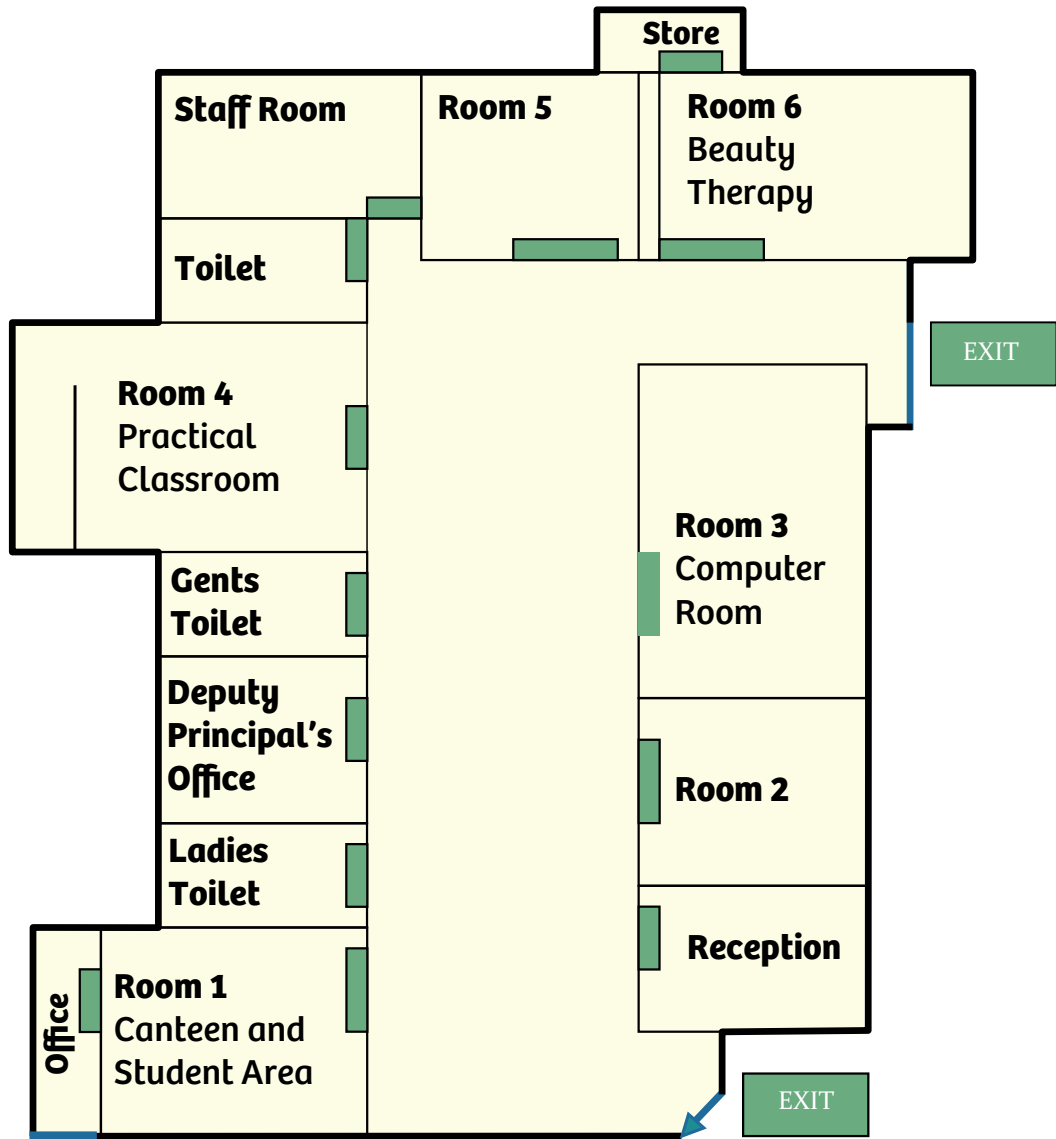 Store
Staff Room
Room 5
Room 6
Beauty
Therapy
Toilet
EXIT
Room 4
Practical
Classroom
Room 3
Computer
Room
Gents
Toilet
Deputy
Principal's
Office
Room 2
Ladies
Toilet
Reception
Office
Room 1
Canteen and
Student Area
EXIT